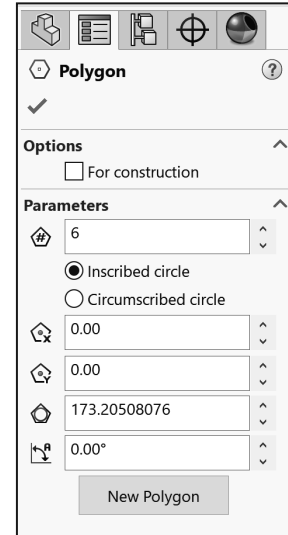 Polygon
?
Options
For construction
Parameters
# 6
Inscribed circle
Circumscribed circle
X 0.00
Y 0.00
173.20508076
A 0.00°
New Polygon